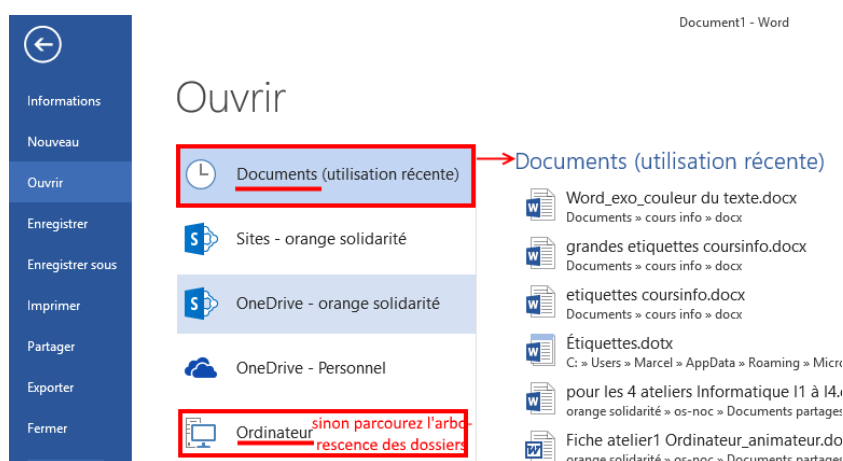 Document1 - Word
Informations
Nouveau
Ouvrir
Enregistrer
Enregistrer sous
Imprimer
Partager
Exporter
Fermer
Ouvrir
Documents (utilisation récente)
Sites - orange solidarité
OneDrive - orange solidarité
OneDrive - Personnel
Ordinateur
sinon parcourez l'arbo-
rescence des dossiers
Documents (utilisation récente)
Word_exo_couleur du texte.docx
Documents » cours info » docx
grandes etiquettes coursinfo.docx
Documents » cours info » docx
etiquettes coursinfo.docx
Documents » cours info » docx
Étiquettes.dotx
C: » Users » Marcel » AppData » Roaming » Micro
pour les 4 ateliers Informatique I1 à I4.
orange solidarité » os-noc » Documents partages
Fiche atelier1 Ordinateur_animateur.do
orange solidarité » os-noc » Documents partages